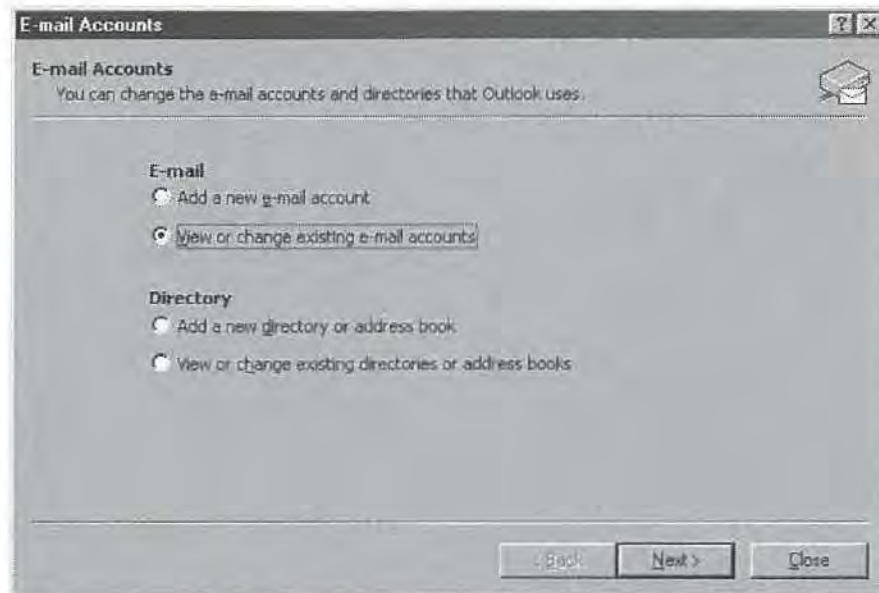 E-mail Accounts
E-mail Accounts
You can change the e-mail accounts and directories that Outlook uses.
E-mail
Add a new e-mail account
View or change existing e-mail accounts
Directory
Add a new directory or address book
View or change existing directories or address books
< Back
Next >
Close